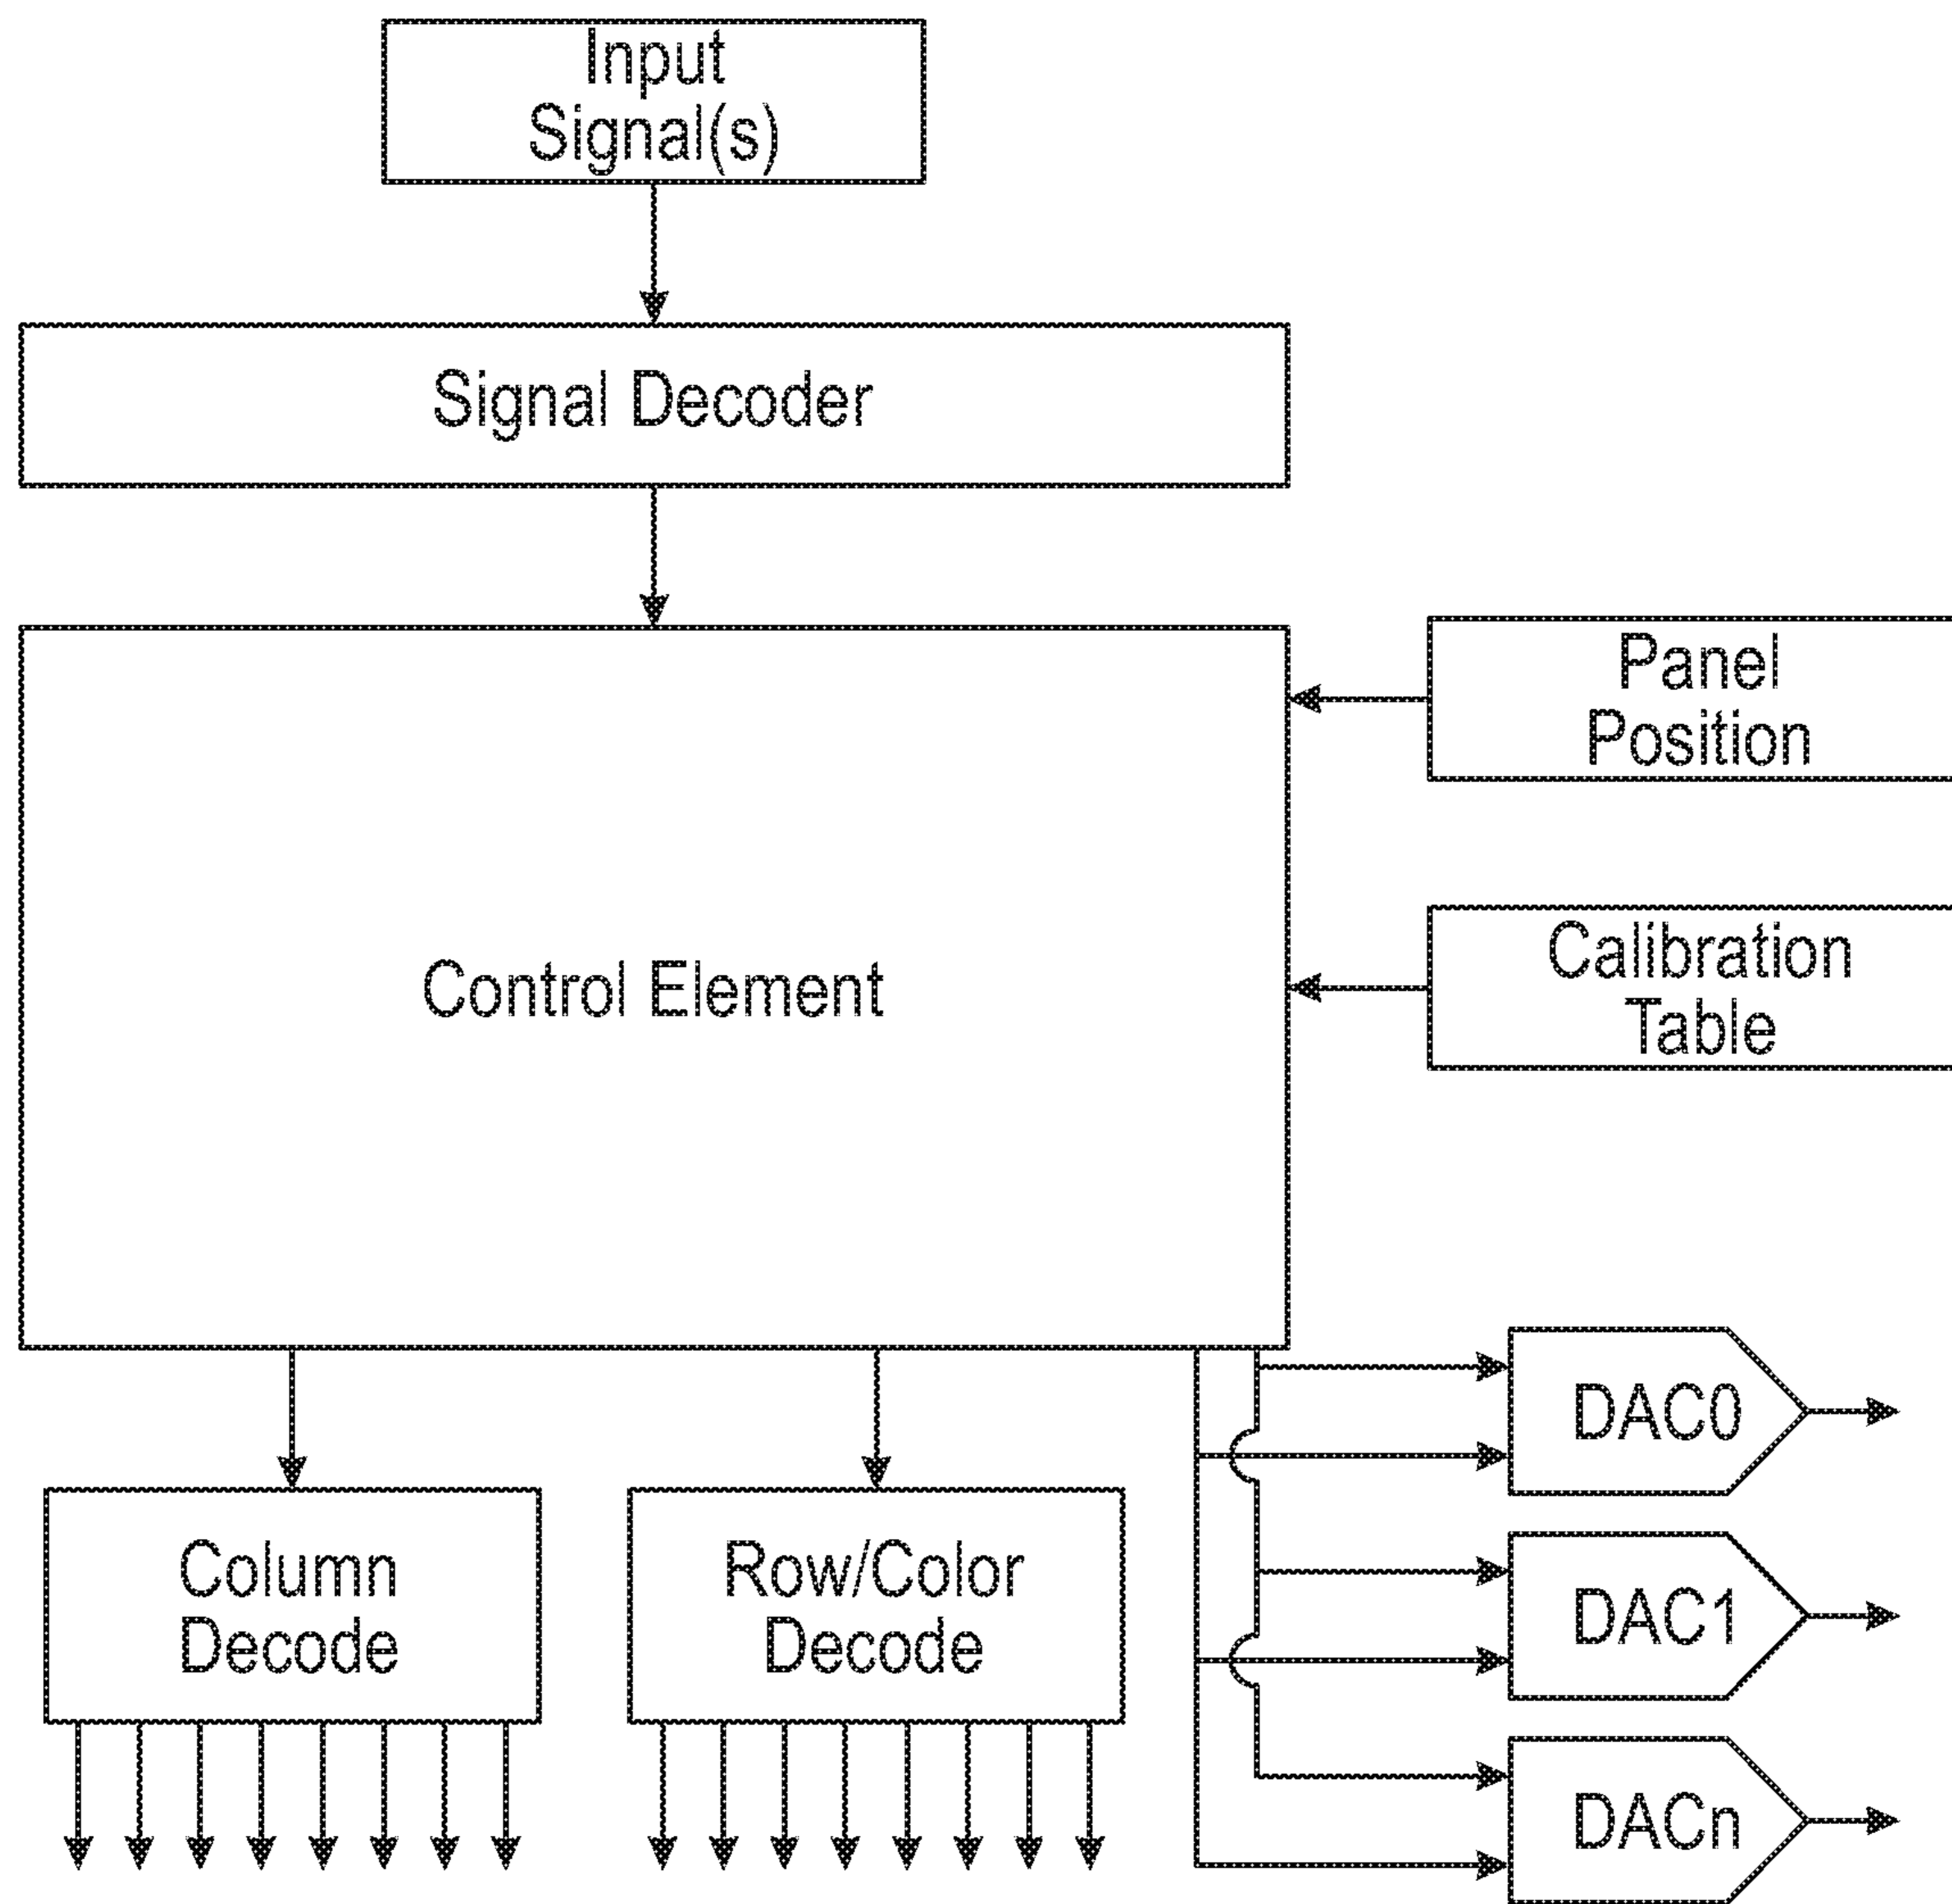 Input
Signal(s)
Signal Decoder
Panel
Position
Control Element
Calibration
Table
DAC0
Column
Decode
Row/Color
Decode
DAC1
DACn